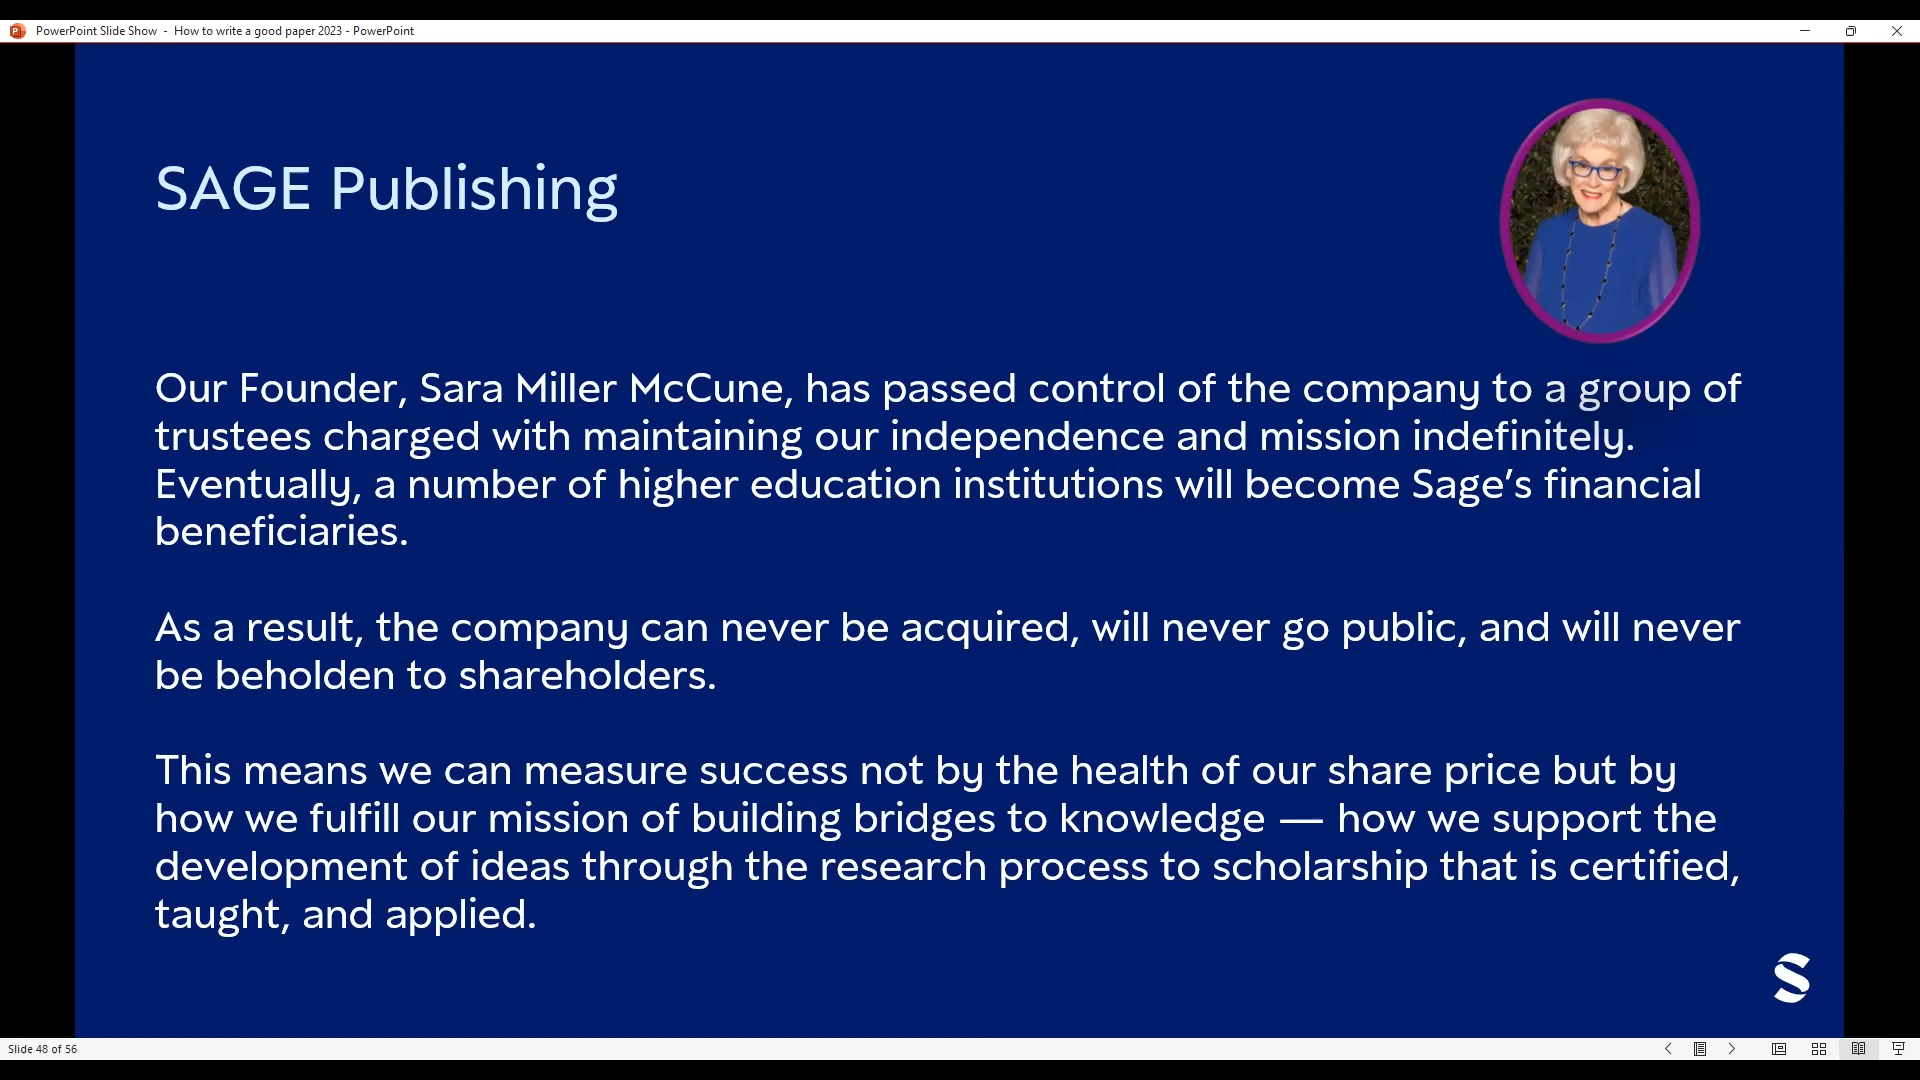 PowerPoint Slide Show - How to write a good paper 2023 - PowerPoint
SAGE Publishing
Our Founder, Sara Miller McCune, has passed control of the company to a group of
trustees charged with maintaining our independence and mission indefinitely.
Eventually, a number of higher education institutions will become Sage’s financial
beneficiaries.
As a result, the company can never be acquired, will never go public, and will never
be beholden to shareholders.
This means we can measure success not by the health of our share price but by
how we fulfill our mission of building bridges to knowledge — how we support the
development of ideas through the research process to scholarship that is certified,
taught, and applied.
Slide 48 of 56